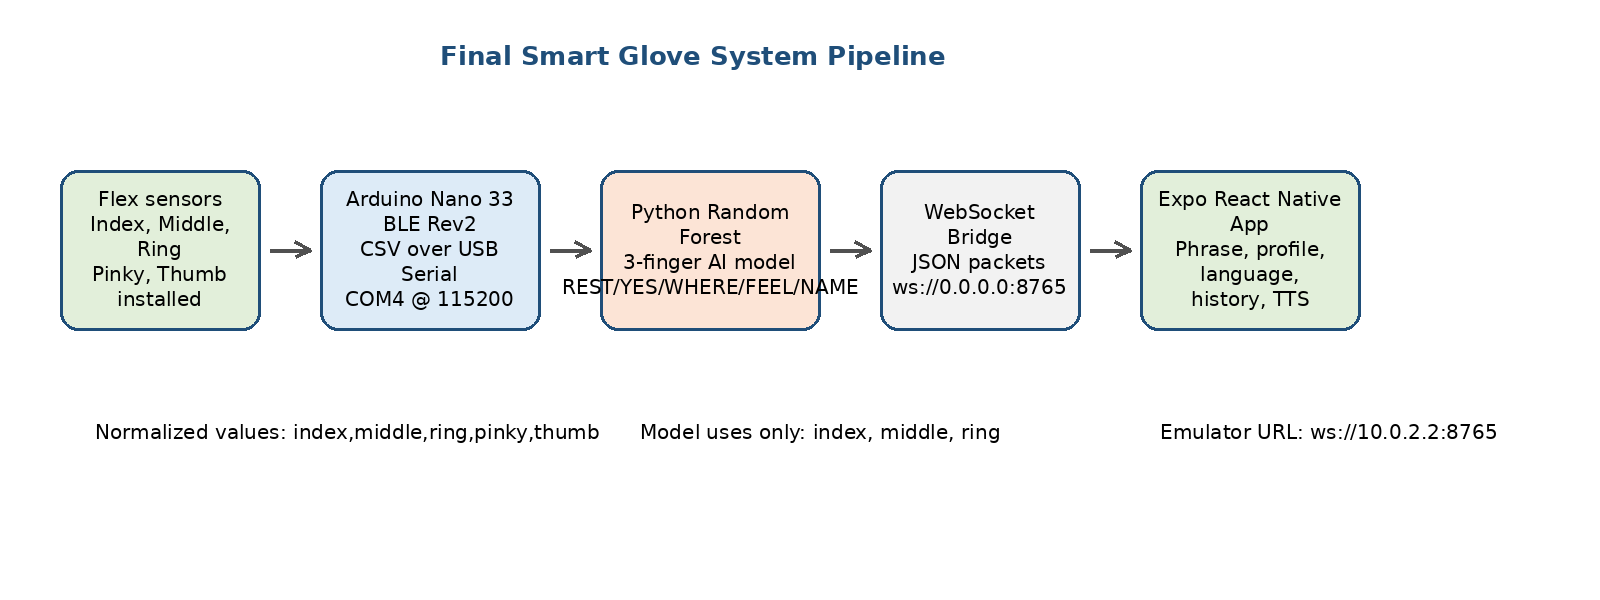 Final Smart Glove System Pipeline
Flex sensors
Index, Middle,
Ring
Pinky, Thumb
installed
Arduino Nano 33
BLE Rev2
CSV over USB
Serial
COM4 @ 115200
Python Random
Forest
3-finger AI model
REST/YES/WHERE/FEEL/NAME
WebSocket
Bridge
JSON packets
ws://0.0.0.0:8765
Expo React Native
App
Phrase, profile,
language,
history, TTS
Normalized values: index,middle,ring,pinky,thumb
Model uses only: index, middle, ring
Emulator URL: ws://10.0.2.2:8765